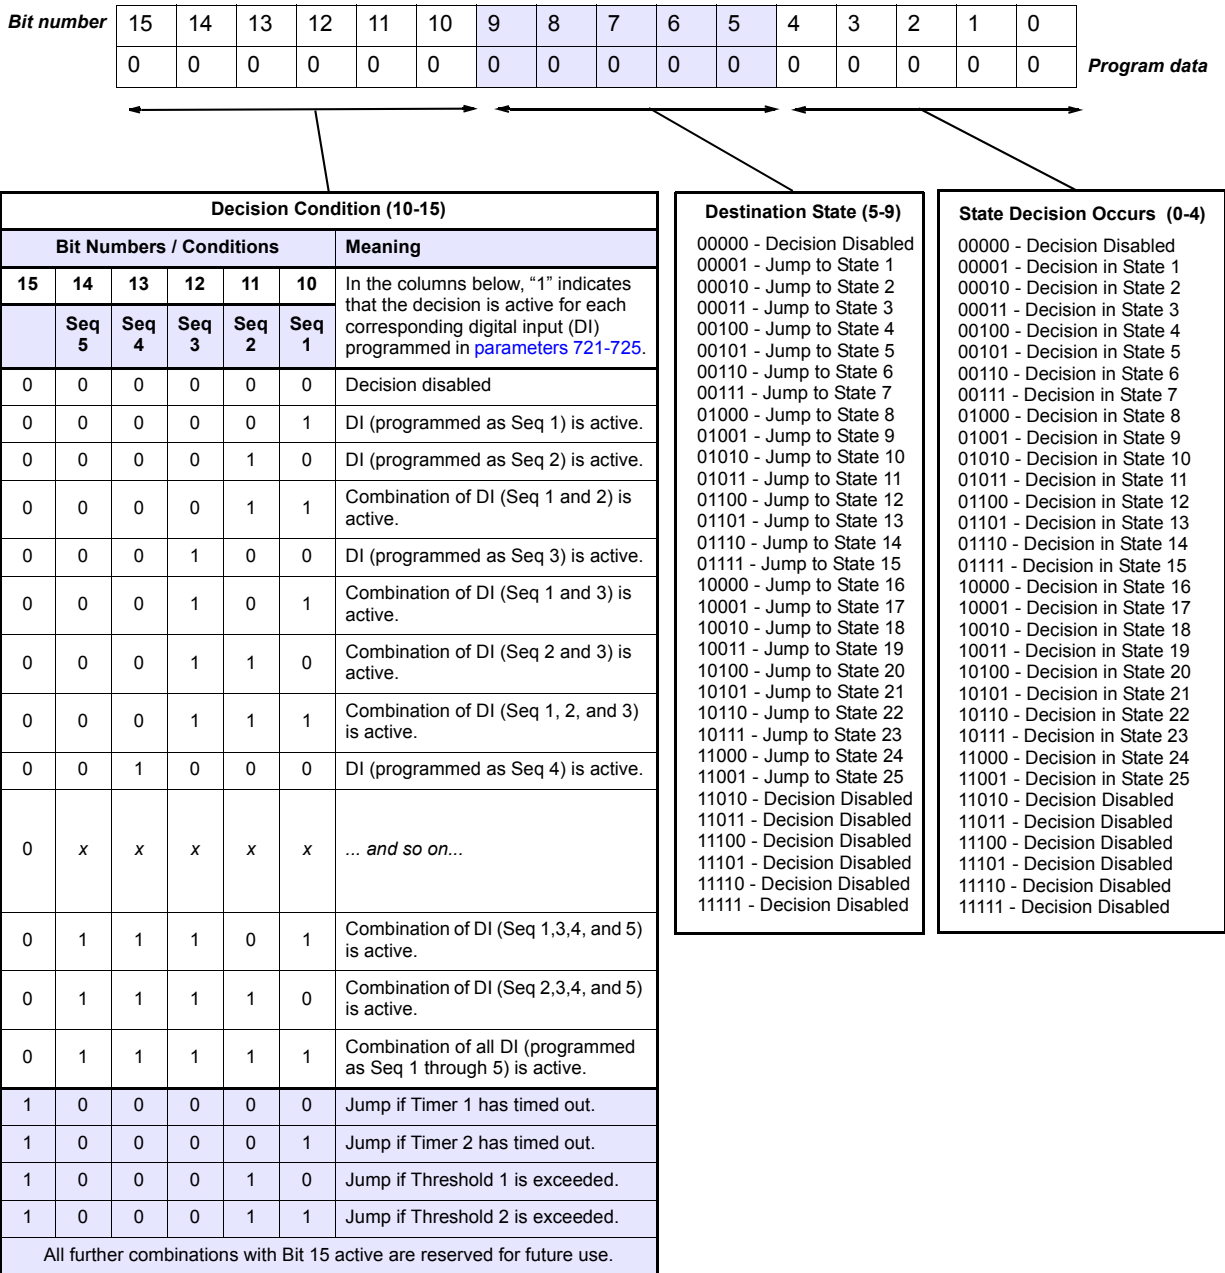 Bit number 15 14 13 12 11 10 9 8 7 6 5 4 3 2 1 0
0 0 0 0 0 0 0 0 0 0 0 0 0 0 0 0 Program data
Decision Condition (10-15)
Bit Numbers / Conditions Meaning
15 14 13 12 11 10
Seq 5 Seq 4 Seq 3 Seq 2 Seq 1
In the columns below, “1” indicates
that the decision is active for each
corresponding digital input (DI)
programmed in parameters 721-725.
0 0 0 0 0 0 Decision disabled
0 0 0 0 0 1 DI (programmed as Seq 1) is active.
0 0 0 0 1 0 DI (programmed as Seq 2) is active.
0 0 0 0 1 1 Combination of DI (Seq 1 and 2) is
active.
0 0 0 1 0 0 DI (programmed as Seq 3) is active.
0 0 0 1 0 1 Combination of DI (Seq 1 and 3) is
active.
0 0 0 1 1 0 Combination of DI (Seq 2 and 3) is
active.
0 0 0 1 1 1 Combination of DI (Seq 1, 2, and 3)
is active.
0 0 1 0 0 0 DI (programmed as Seq 4) is active.
0 x x x x x ... and so on...
0 1 1 1 0 1 Combination of DI (Seq 1,3,4, and 5)
is active.
0 1 1 1 1 0 Combination of DI (Seq 2,3,4, and 5)
is active.
0 1 1 1 1 1 Combination of all DI (programmed
as Seq 1 through 5) is active.
1 0 0 0 0 0 Jump if Timer 1 has timed out.
1 0 0 0 0 1 Jump if Timer 2 has timed out.
1 0 0 0 1 0 Jump if Threshold 1 is exceeded.
1 0 0 0 1 1 Jump if Threshold 2 is exceeded.
All further combinations with Bit 15 active are reserved for future use.
Destination State (5-9)
00000 - Decision Disabled
00001 - Jump to State 1
00010 - Jump to State 2
00011 - Jump to State 3
00100 - Jump to State 4
00101 - Jump to State 5
00110 - Jump to State 6
00111 - Jump to State 7
01000 - Jump to State 8
01001 - Jump to State 9
01010 - Jump to State 10
01011 - Jump to State 11
01100 - Jump to State 12
01101 - Jump to State 13
01110 - Jump to State 14
01111 - Jump to State 15
10000 - Jump to State 16
10001 - Jump to State 17
10010 - Jump to State 18
10011 - Jump to State 19
10100 - Jump to State 20
10101 - Jump to State 21
10110 - Jump to State 22
10111 - Jump to State 23
11000 - Jump to State 24
11001 - Jump to State 25
11010 - Decision Disabled
11011 - Decision Disabled
11100 - Decision Disabled
11101 - Decision Disabled
11110 - Decision Disabled
11111 - Decision Disabled
State Decision Occurs (0-4)
00000 - Decision Disabled
00001 - Decision in State 1
00010 - Decision in State 2
00011 - Decision in State 3
00100 - Decision in State 4
00101 - Decision in State 5
00110 - Decision in State 6
00111 - Decision in State 7
01000 - Decision in State 8
01001 - Decision in State 9
01010 - Decision in State 10
01011 - Decision in State 11
01100 - Decision in State 12
01101 - Decision in State 13
01110 - Decision in State 14
01111 - Decision in State 15
10000 - Decision in State 16
10001 - Decision in State 17
10010 - Decision in State 18
10011 - Decision in State 19
10100 - Decision in State 20
10101 - Decision in State 21
10110 - Decision in State 22
10111 - Decision in State 23
11000 - Decision in State 24
11001 - Decision in State 25
11010 - Decision Disabled
11011 - Decision Disabled
11100 - Decision Disabled
11101 - Decision Disabled
11110 - Decision Disabled
11111 - Decision Disabled